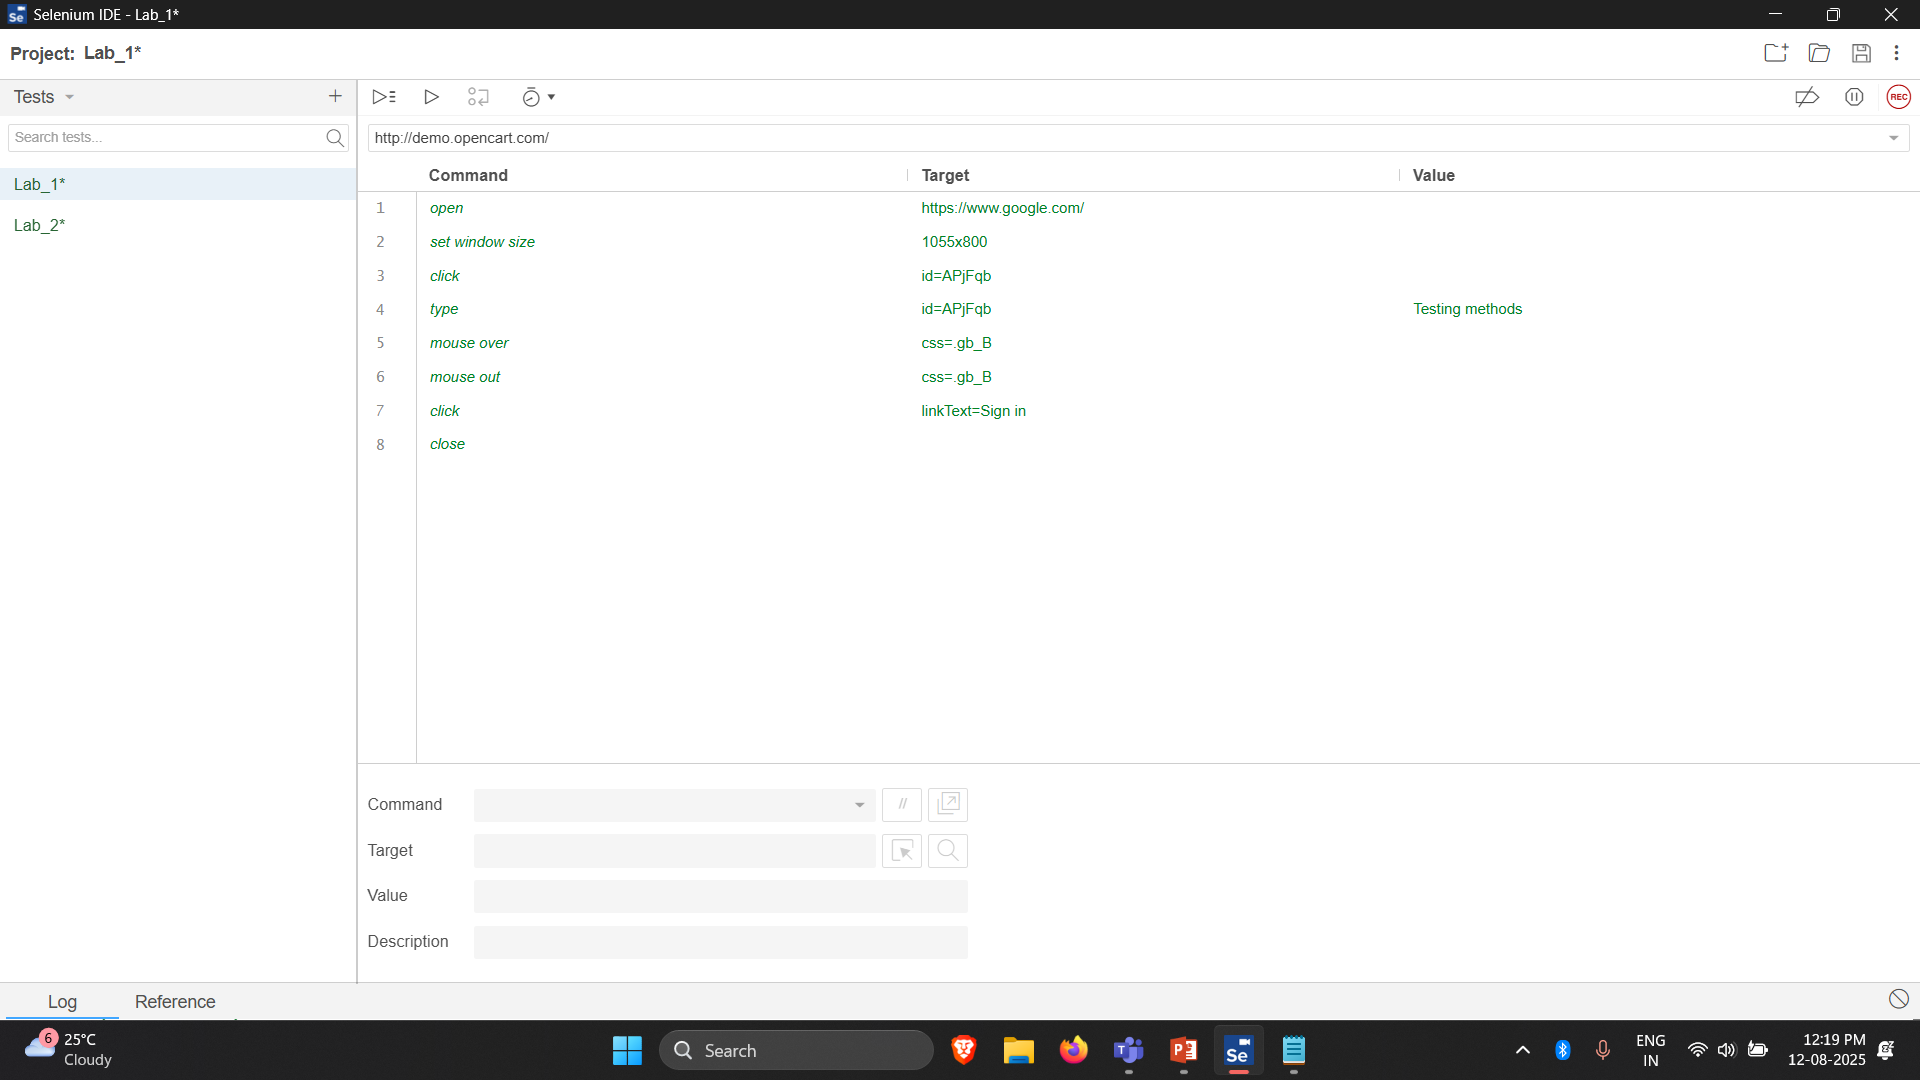 Selenium IDE - Lab_1*
Project: Lab_1*
Tests
Search tests...
Lab_1*
Lab_2*
REC
http://demo.opencart.com/
Command Target Value
1 open https://www.google.com/
2 set window size 1055x800
3 click id=APjFqb
4 type id=APjFqb Testing methods
5 mouse over css=.gb_B
6 mouse out css=.gb_B
7 click linkText=Sign in
8 close
Command //
Target
Value
Description
Log Reference
6 25°C
Cloudy
Search
Se
ENG
IN
12:19 PM
12-08-2025